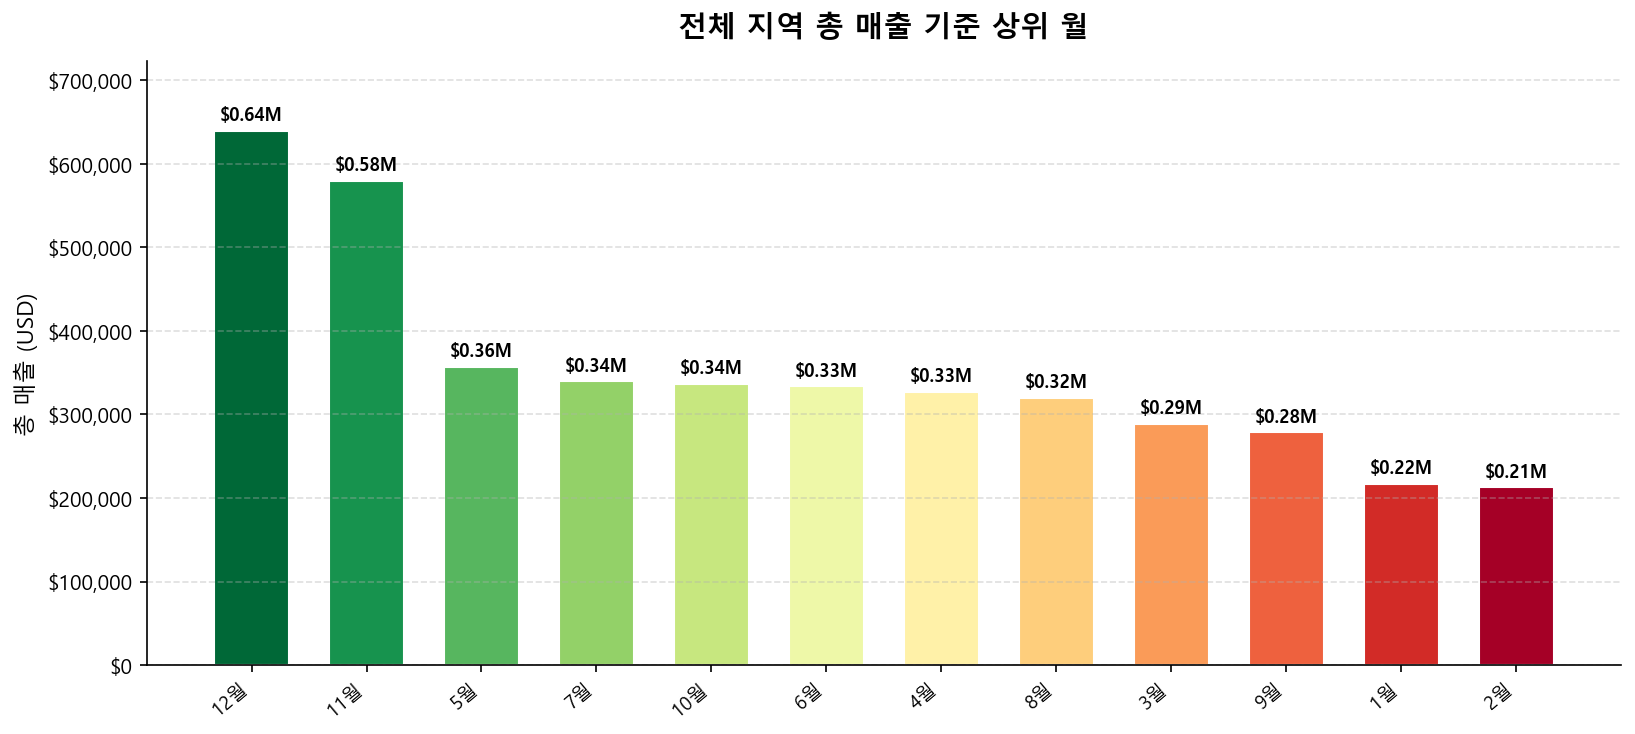 전체 지역 총 매출 기준 상위 월
총 매출 (USD)
$700,000
$600,000
$500,000
$400,000
$300,000
$200,000
$100,000
$0
$0.64M
$0.58M
$0.36M
$0.34M
$0.34M
$0.33M
$0.33M
$0.32M
$0.29M
$0.28M
$0.22M
$0.21M
12월
11월
5월
7월
10월
6월
4월
8월
3월
9월
1월
2월